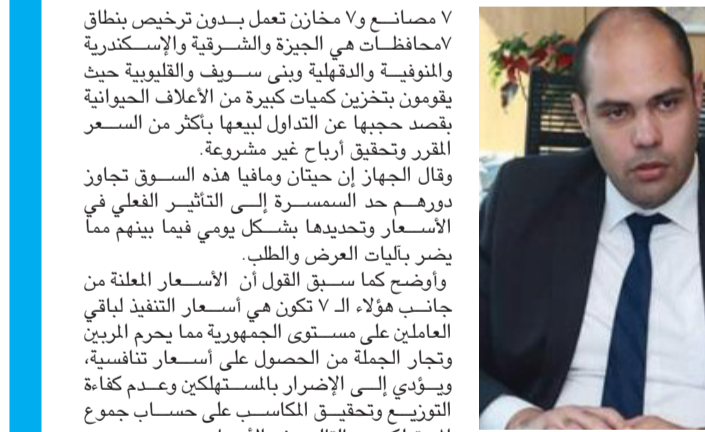 ٧ مصانع و٧ مخازن تعمل بدون ترخيص بنطاق
٧محافظات هي الجيزة والشرقية والإسكندرية
والمنوفية والدقهلية وبنى سويف والقليوبية حيث
يقومون بتخزين كميات كبيرة من الأعلاف الحيوانية
بقصد حجبها عن التداول لبيعها بأكثر من السعر
المقرر وتحقيق أرباح غير مشروعة.
وقال الجهاز إن حيتان ومافيا هذه السوق تجاوز
دورهم حد السمسرة إلى التأثير الفعلي في
الأسعار وتحديدها بشكل يومي فيما بينهم مما
يضر بآليات العرض والطلب.
وأوضح كما سبق القول أن الأسعار المعلنة من
جانب هؤلاء الـ ٧ تكون هي أسعار التنفيذ لباقي
العاملين على مستوى الجمهورية مما يحرم المربين
وتجار الجملة من الحصول على أسعار تنافسية،
ويؤدي إلى الإضرار بالمستهلكين وعدم كفاءة
التوزيع وتحقيق المكاسب على حساب جموع